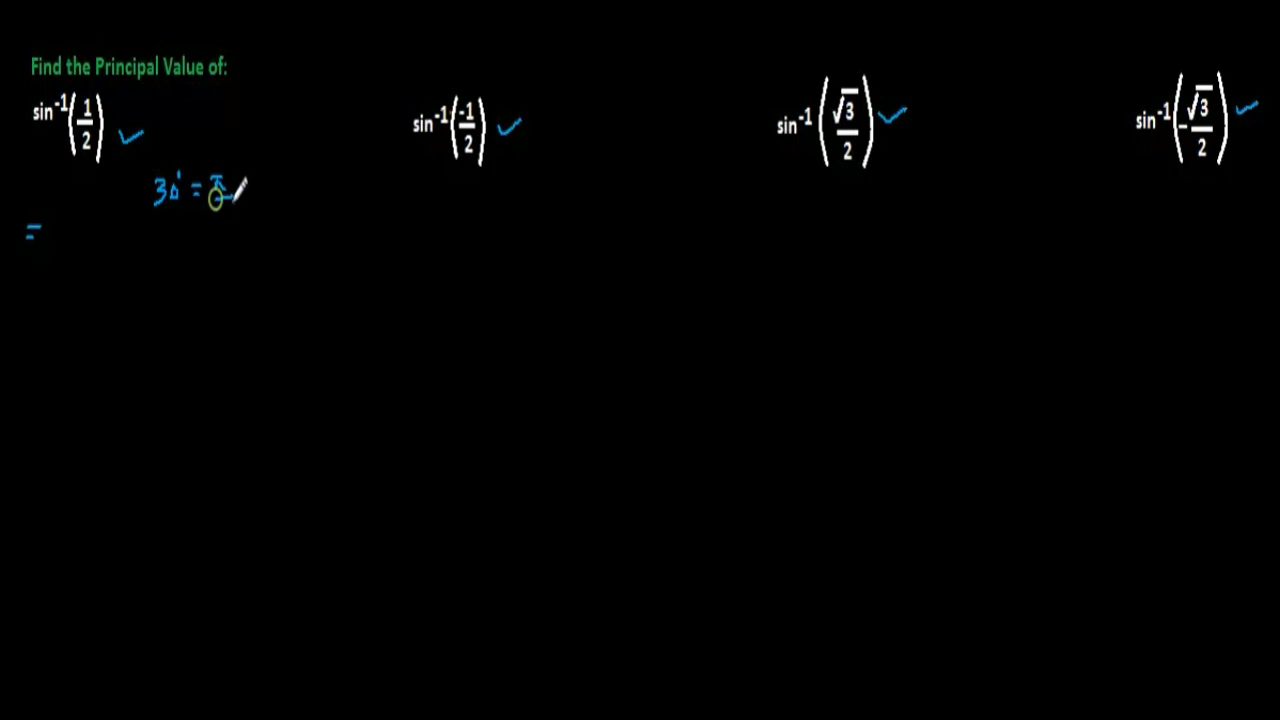 Find the Principal Value of:
sin⁻¹(1/2) ✓
sin⁻¹(-1/2) ✓
sin⁻¹(√3/2) ✓
sin⁻¹(-√3/2) ✓
30° = π
=